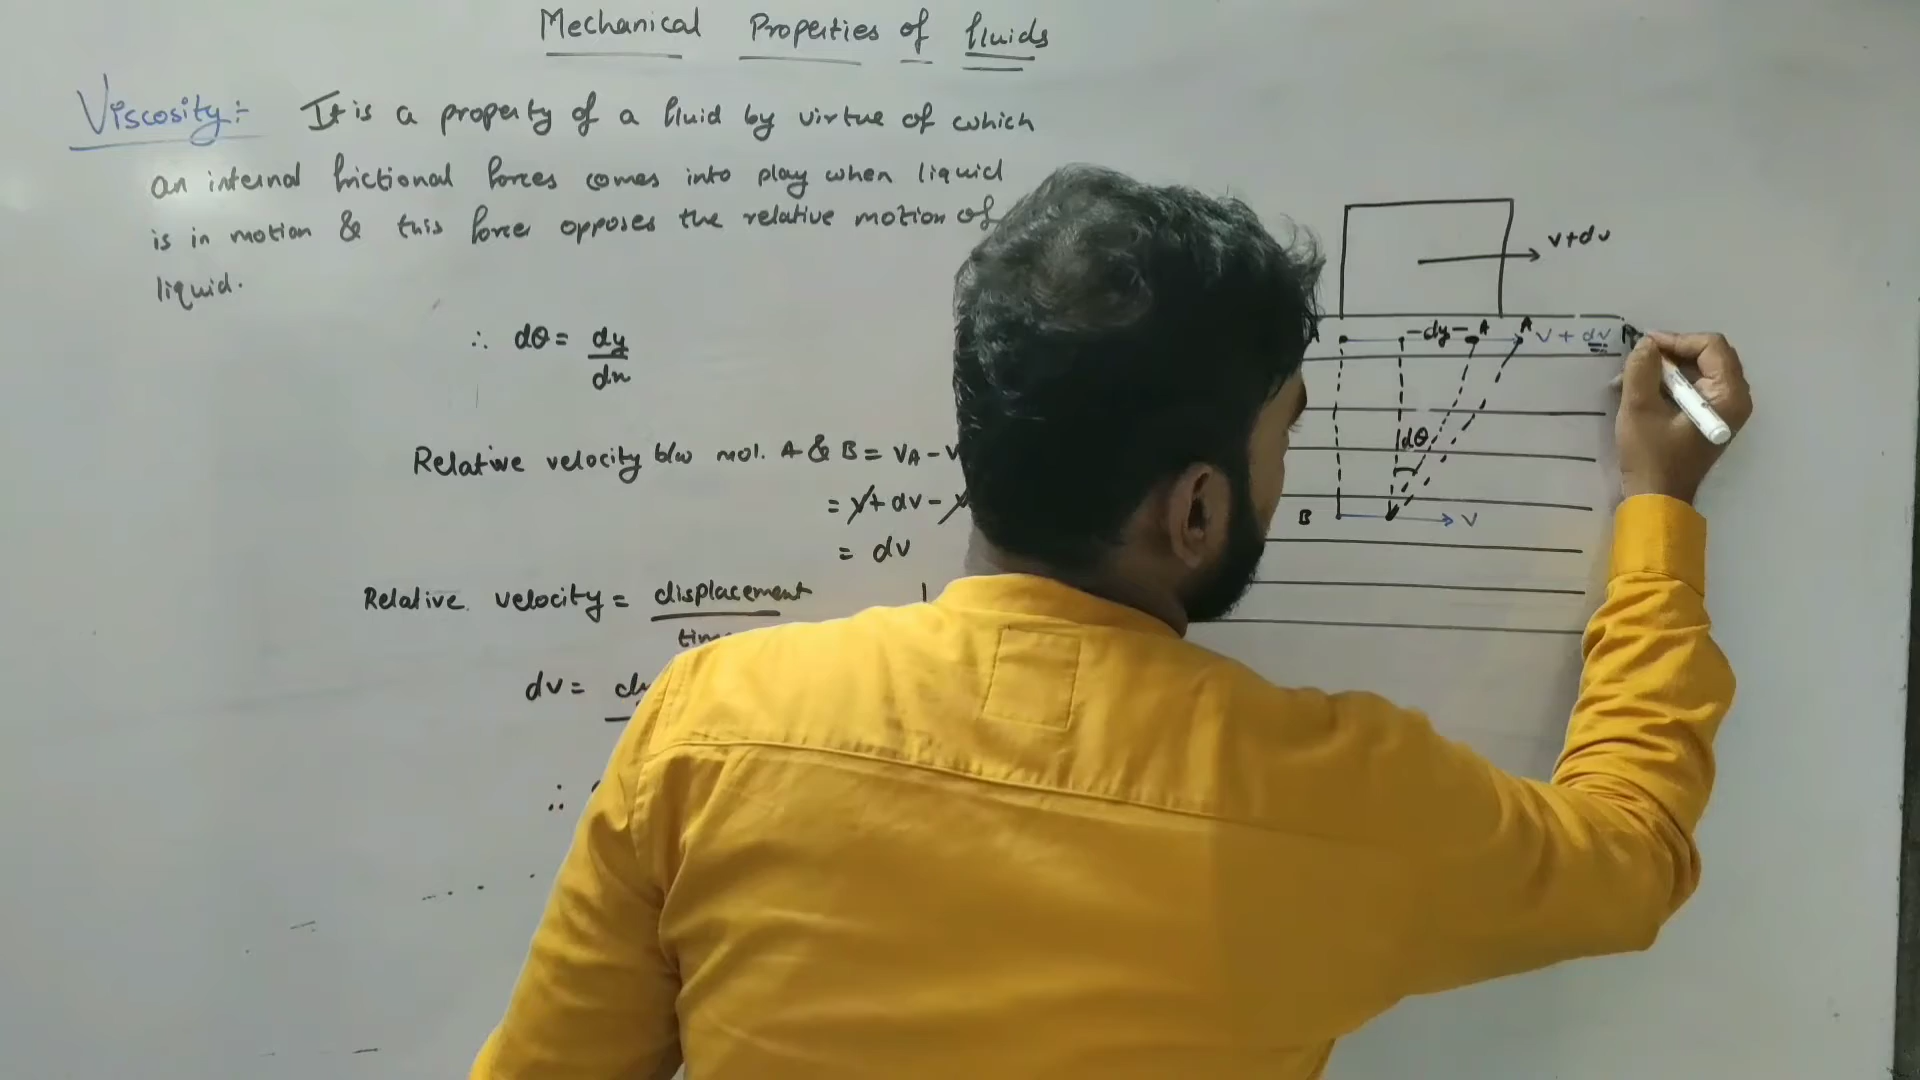 Mechanical Properties of fluids
Viscosity:- It is a property of a fluid by virtue of which
an internal frictional forces comes into play when liquid
is in motion & this force opposes the relative motion of
liquid.
∴ dθ = dy
dx
Relative velocity b/w mol. A & B = VA - V
= V + dv - V
= dv
Relative velocity = displacement
dv =
∴
v+dv
-dy- A A V + dv
dθ
B V